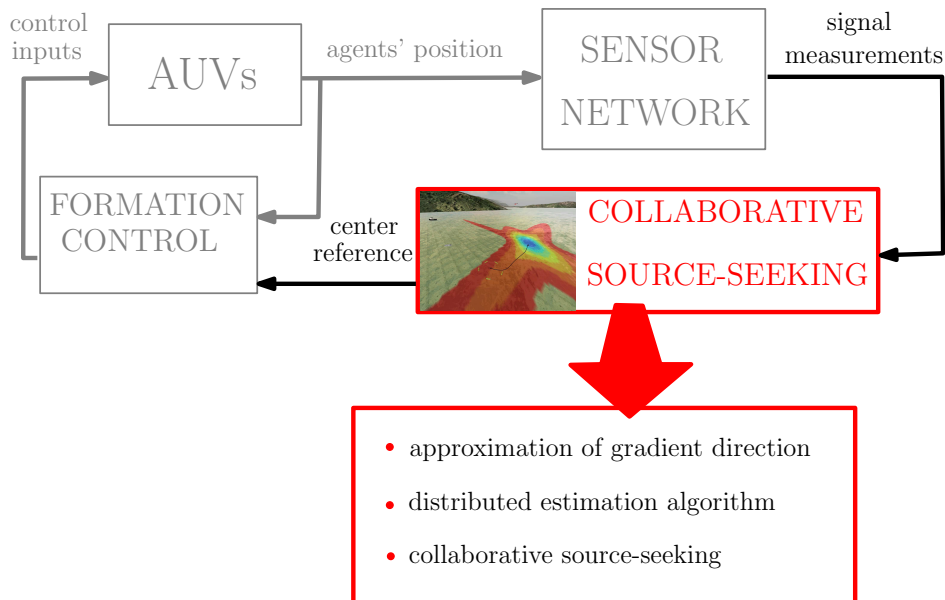 control
inputs
AUVs
agents' position
SENSOR
NETWORK
signal
measurements
FORMATION
CONTROL
center
reference
COLLABORATIVE
SOURCE-SEEKING
• approximation of gradient direction
• distributed estimation algorithm
• collaborative source-seeking